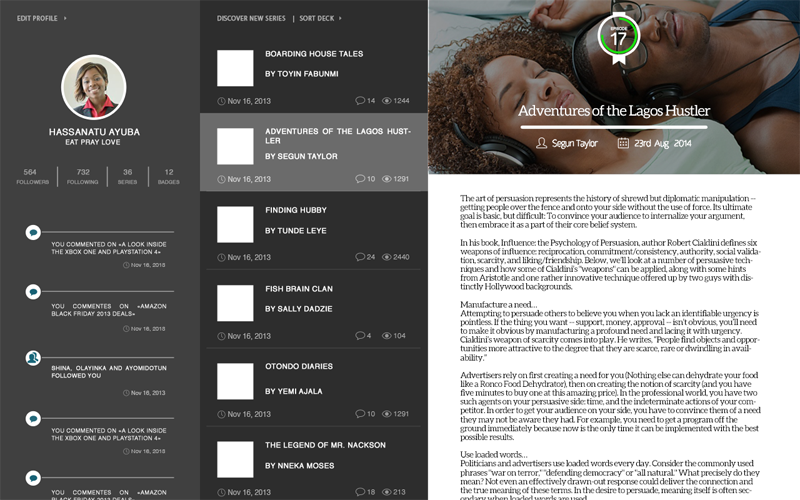 EDIT PROFILE
HASSANATU AYUBA
EAT PRAY LOVE
564 732 36 12
FOLLOWERS FOLLOWING SERIES BADGES
YOU COMMENTED ON «A LOOK INSIDE
THE XBOX ONE AND PLAYSTATION 4»
Nov 16, 2013
YOU COMMENTES ON «AMAZON
BLACK FRIDAY 2013 DEALS»
Nov 16, 2013
SHINA, OLAYINKA AND AYOMIDOTUN
FOLLOWED YOU
Nov 16, 2013
YOU COMMENTED ON «A LOOK INSIDE
THE XBOX ONE AND PLAYSTATION 4»
Nov 16, 2013
YOU COMMENTES ON «AMAZON
BLACK FRIDAY 2013 DEALS»
DISCOVER NEW SERIES | SORT DECK
BOARDING HOUSE TALES
BY TOYIN FABUNMI
Nov 16, 2013 14 1244
ADVENTURES OF THE LAGOS HUST-
LER
BY SEGUN TAYLOR
Nov 16, 2013 10 1291
FINDING HUBBY
BY TUNDE LEYE
Nov 16, 2013 24 2440
FISH BRAIN CLAN
BY SALLY DADZIE
Nov 16, 2013 4 104
OTONDO DIARIES
BY YEMI AJALA
Nov 16, 2013 10 1291
THE LEGEND OF MR. NACKSON
BY NNEKA MOSES
Nov 16, 2013 18 213
EPISODE
17
Adventures of the Lagos Hustler
Segun Taylor 23rd Aug 2014
The art of persuasion represents the history of shrewd but diplomatic manipulation —
getting people over the fence and onto your side without the use of force. Its ultimate
goal is basic, but difficult: To convince your audience to internalize your argument,
then embrace it as a part of their core belief system.
In his book, Influence: the Psychology of Persuasion, author Robert Cialdini defines six
weapons of influence: reciprocation, commitment/consistency, authority, social valida-
tion, scarcity, and liking/friendship. Below, we'll look at a number of persuasive tech-
niques and how some of Cialdini's "weapons" can be applied, along with some hints
from Aristotle and one rather innovative technique offered up by two guys with dis-
tinctly Hollywood backgrounds.
Manufacture a need...
Attempting to persuade others to believe you when you lack an identifiable urgency is
pointless. If the thing you want — support, money, approval — isn't obvious, you'll need
to make it obvious by manufacturing a profound need and lacing it with urgency.
Cialdini's weapon of scarcity comes into play. He writes, "People find objects and oppor-
tunities more attractive to the degree that they are scarce, rare or dwindling in avail-
ability."
Advertisers rely on first creating a need for you (Nothing else can dehydrate your food
like a Ronco Food Dehydrator), then on creating the notion of scarcity (and you have
five minutes to buy one at this amazing price). In the professional world, you have two
such agents on your persuasive side: time, and the indeterminate actions of your com-
petitor. In order to get your audience on your side, you have to convince them of a need
they may not be aware they had. For example, you need to get a program off the
ground immediately because now is the only time it can be implemented with the best
possible results.
Use loaded words...
Politicians and advertisers use loaded words every day. Consider the commonly used
phrases "war on terror," "defending democracy" or "all natural." What precisely do they
mean? Not even an effectively drawn-out response could deliver the connection and
the true meaning of these terms. In the desire to persuade, meaning itself is often sec-
ondary when loaded words are used.